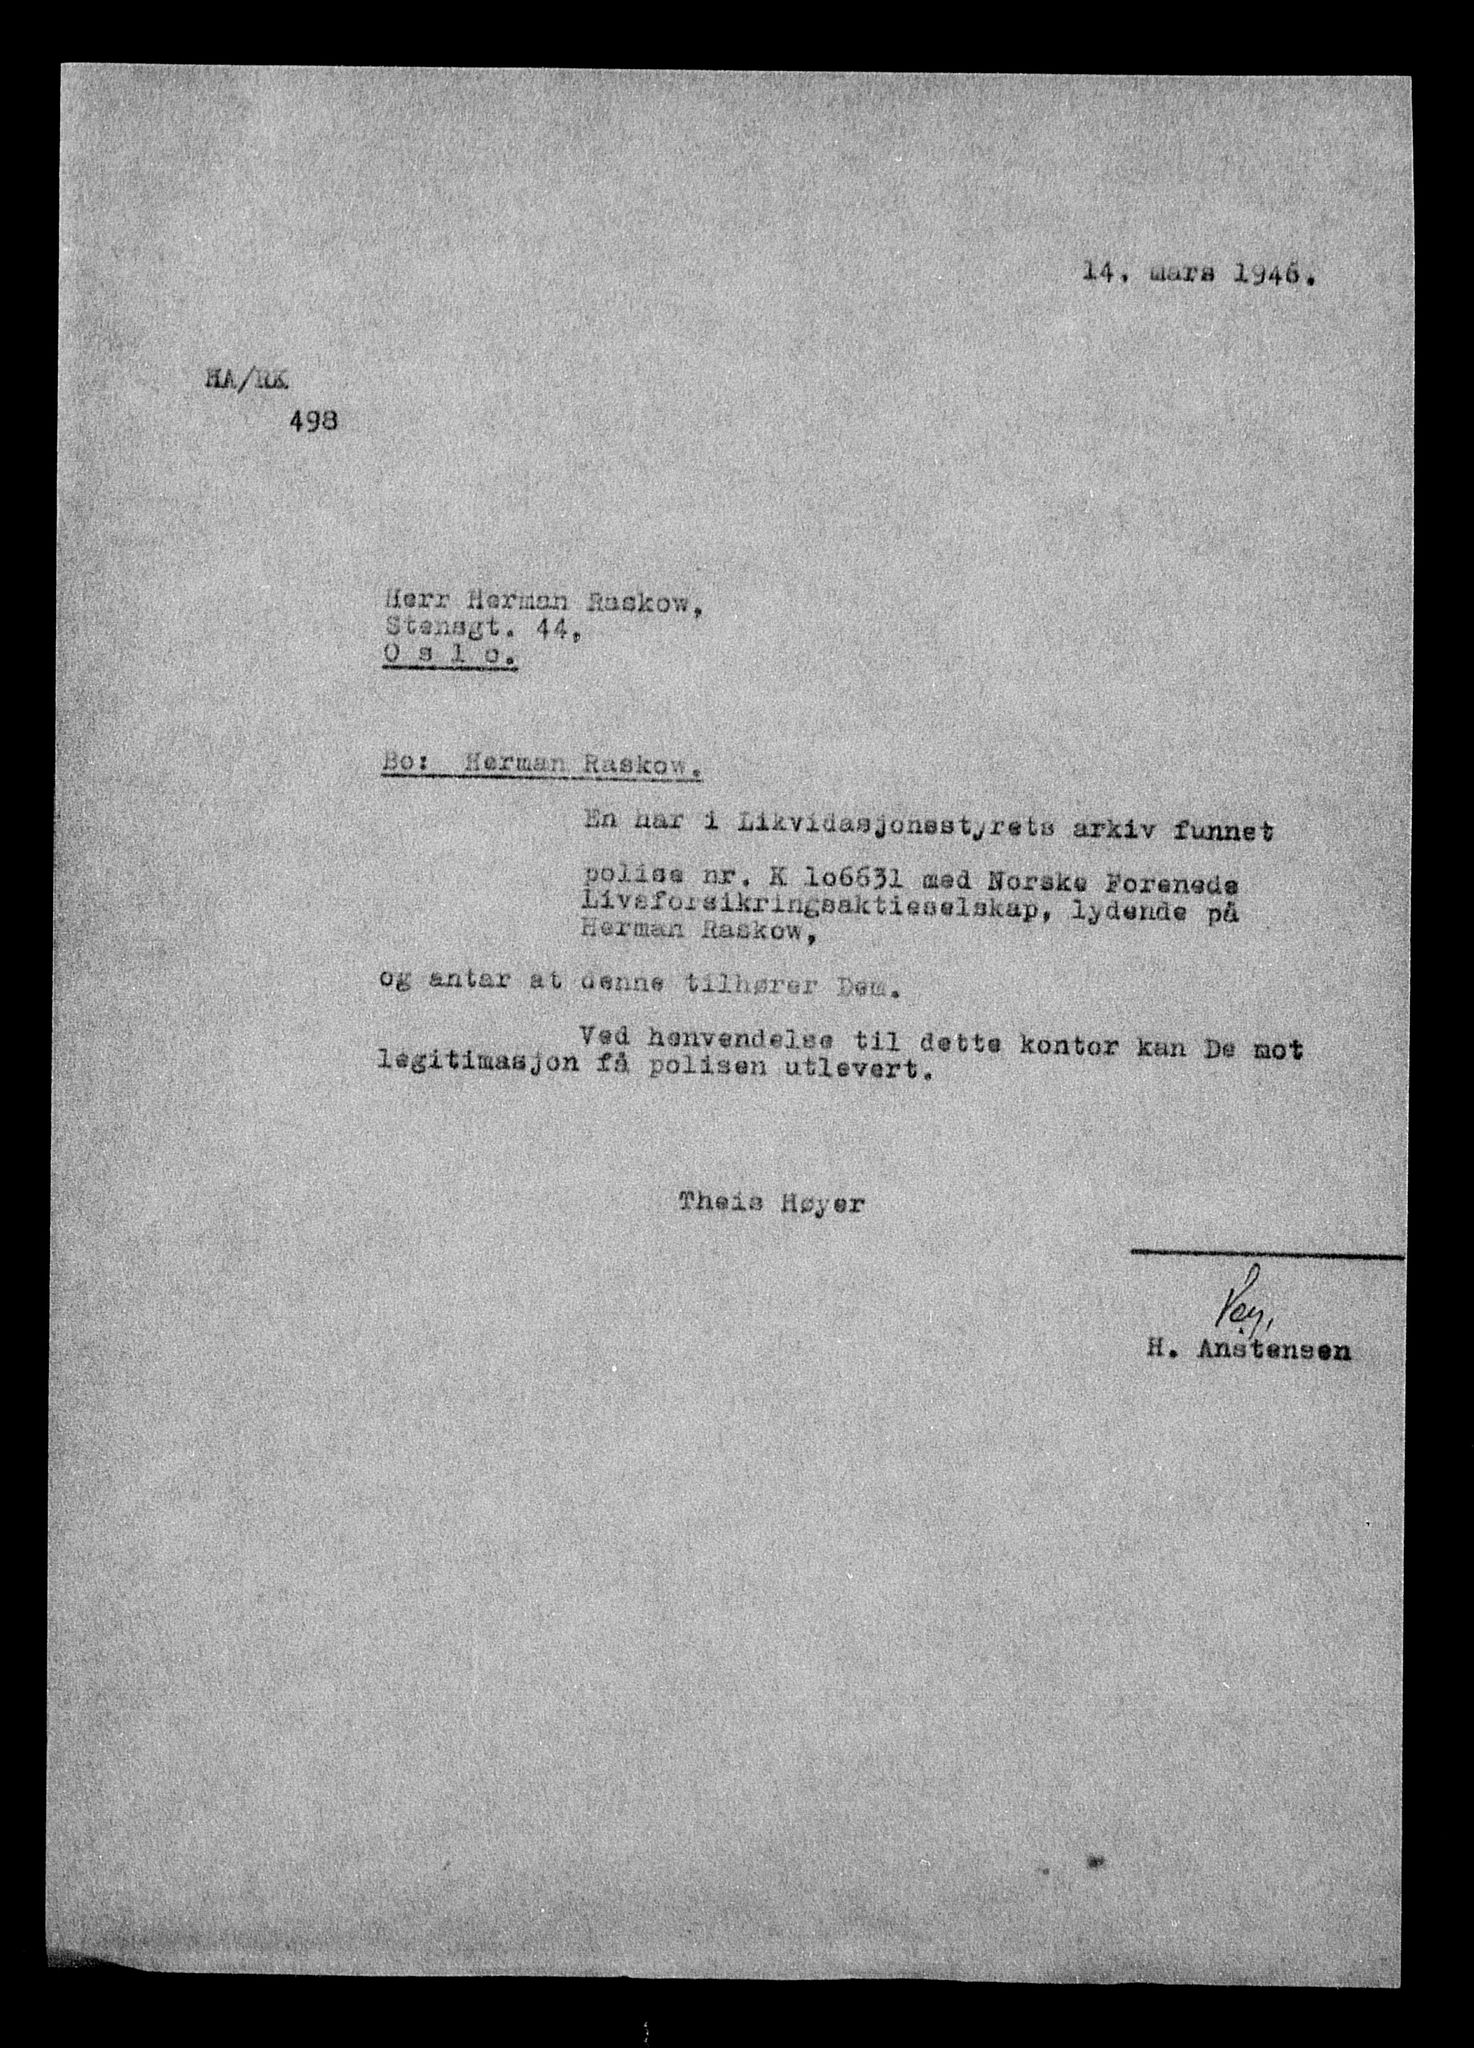 14. mars 1946.
HA/RK
498
Herr Herman Raskow,
Stensgt. 44,
O s l o.
Bo: Herman Raskow.
En har i Likvidasjonsstyrets arkiv funnet
polise nr. K 1o6631 med Norske Forenede
Livsforsikringsaktieselskap, lydende på
Herman Raskow,
og antar at denne tilhører Dem.
Ved henvendelse til dette kontor kan De mot
legitimasjon få polisen utlevert.
Theis Høyer
H. Anstensen